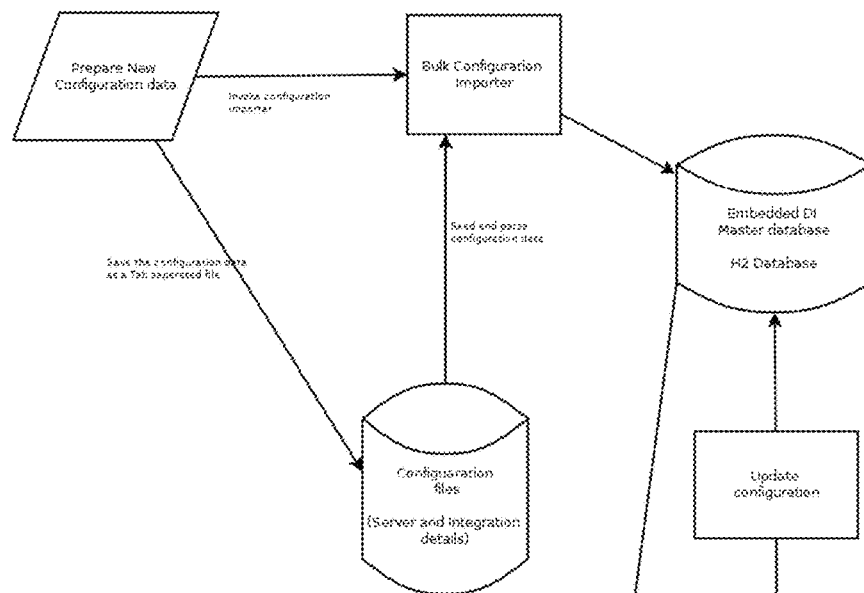 Prepare New
Configuration data
Invoke configuration
importer
Bulk Configuration
Importer
Save the configuration data
as a Tab separated file
Read and parse
configuration data
Embedded DI
Master database
H2 Database
Configuaration
files
(Server and Integration
details)
Update
configuration